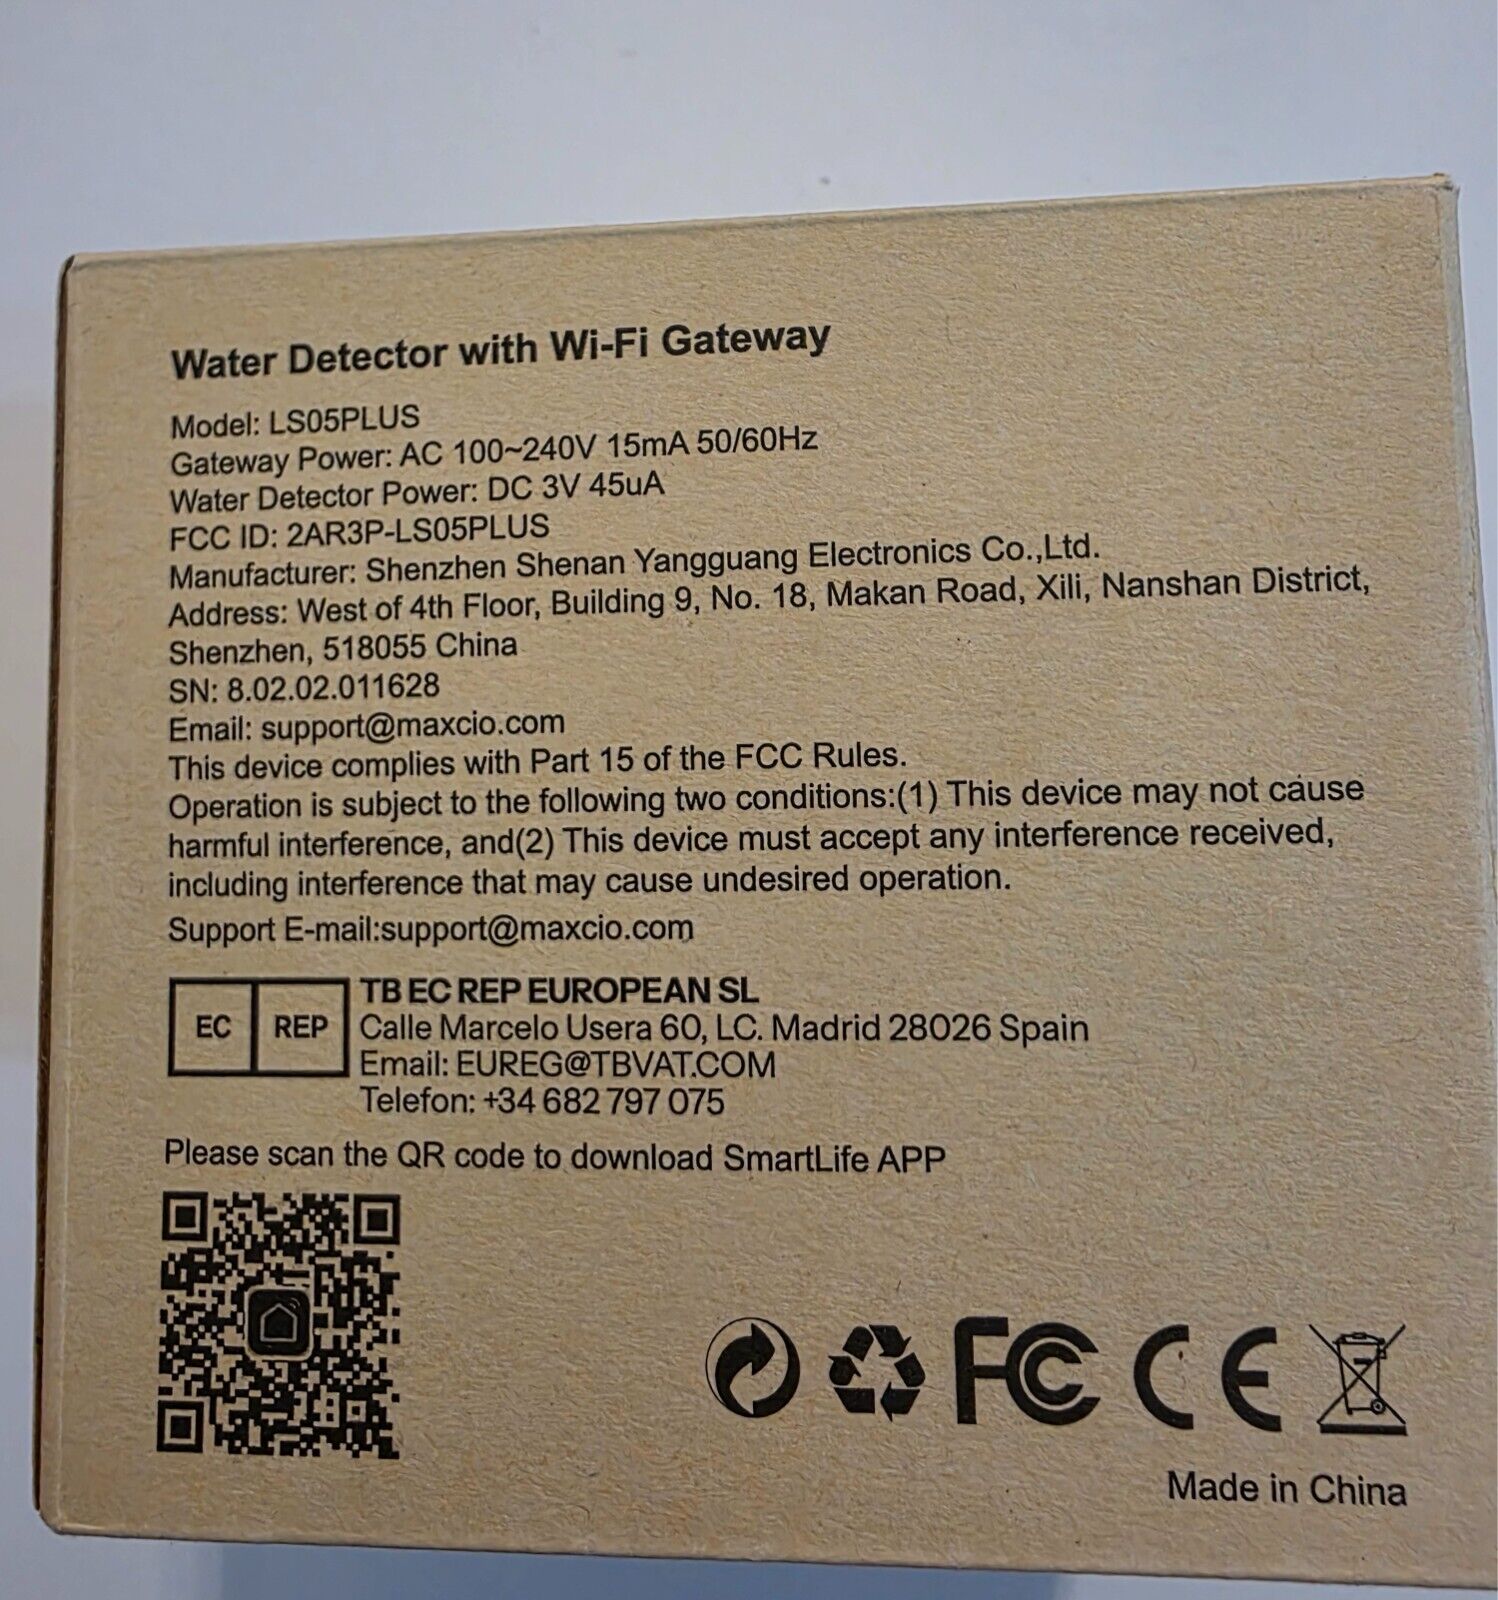 Water Detector with Wi-Fi Gateway
Model: LS05PLUS
Gateway Power: AC 100~240V 15mA 50/60Hz
Water Detector Power: DC 3V 45uA
FCC ID: 2AR3P-LS05PLUS
Manufacturer: Shenzhen Shenan Yangguang Electronics Co.,Ltd.
Address: West of 4th Floor, Building 9, No. 18, Makan Road, Xili, Nanshan District,
Shenzhen, 518055 China
SN: 8.02.02.011628
Email: support@maxcio.com
This device complies with Part 15 of the FCC Rules.
Operation is subject to the following two conditions:(1) This device may not cause
harmful interference, and(2) This device must accept any interference received,
including interference that may cause undesired operation.
Support E-mail:support@maxcio.com
EC REP
TB EC REP EUROPEAN SL
Calle Marcelo Usera 60, LC. Madrid 28026 Spain
Email: EUREG@TBVAT.COM
Telefon: +34 682 797 075
Please scan the QR code to download SmartLife APP
FC CE
Made in China